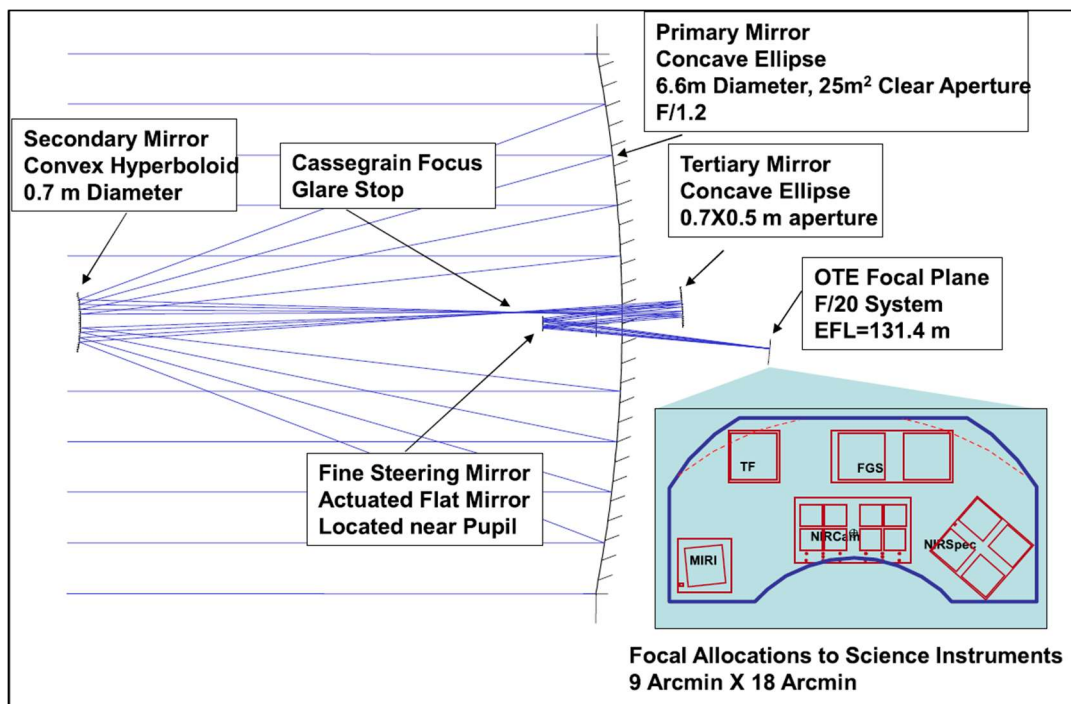 Primary Mirror
Concave Ellipse
6.6m Diameter, 25m² Clear Aperture
F/1.2
Secondary Mirror
Convex Hyperboloid
0.7 m Diameter
Cassegrain Focus
Glare Stop
Tertiary Mirror
Concave Ellipse
0.7X0.5 m aperture
OTE Focal Plane
F/20 System
EFL=131.4 m
Fine Steering Mirror
Actuated Flat Mirror
Located near Pupil
TF
FGS
NIRCam
NIRSpec
MIRI
Focal Allocations to Science Instruments
9 Arcmin X 18 Arcmin